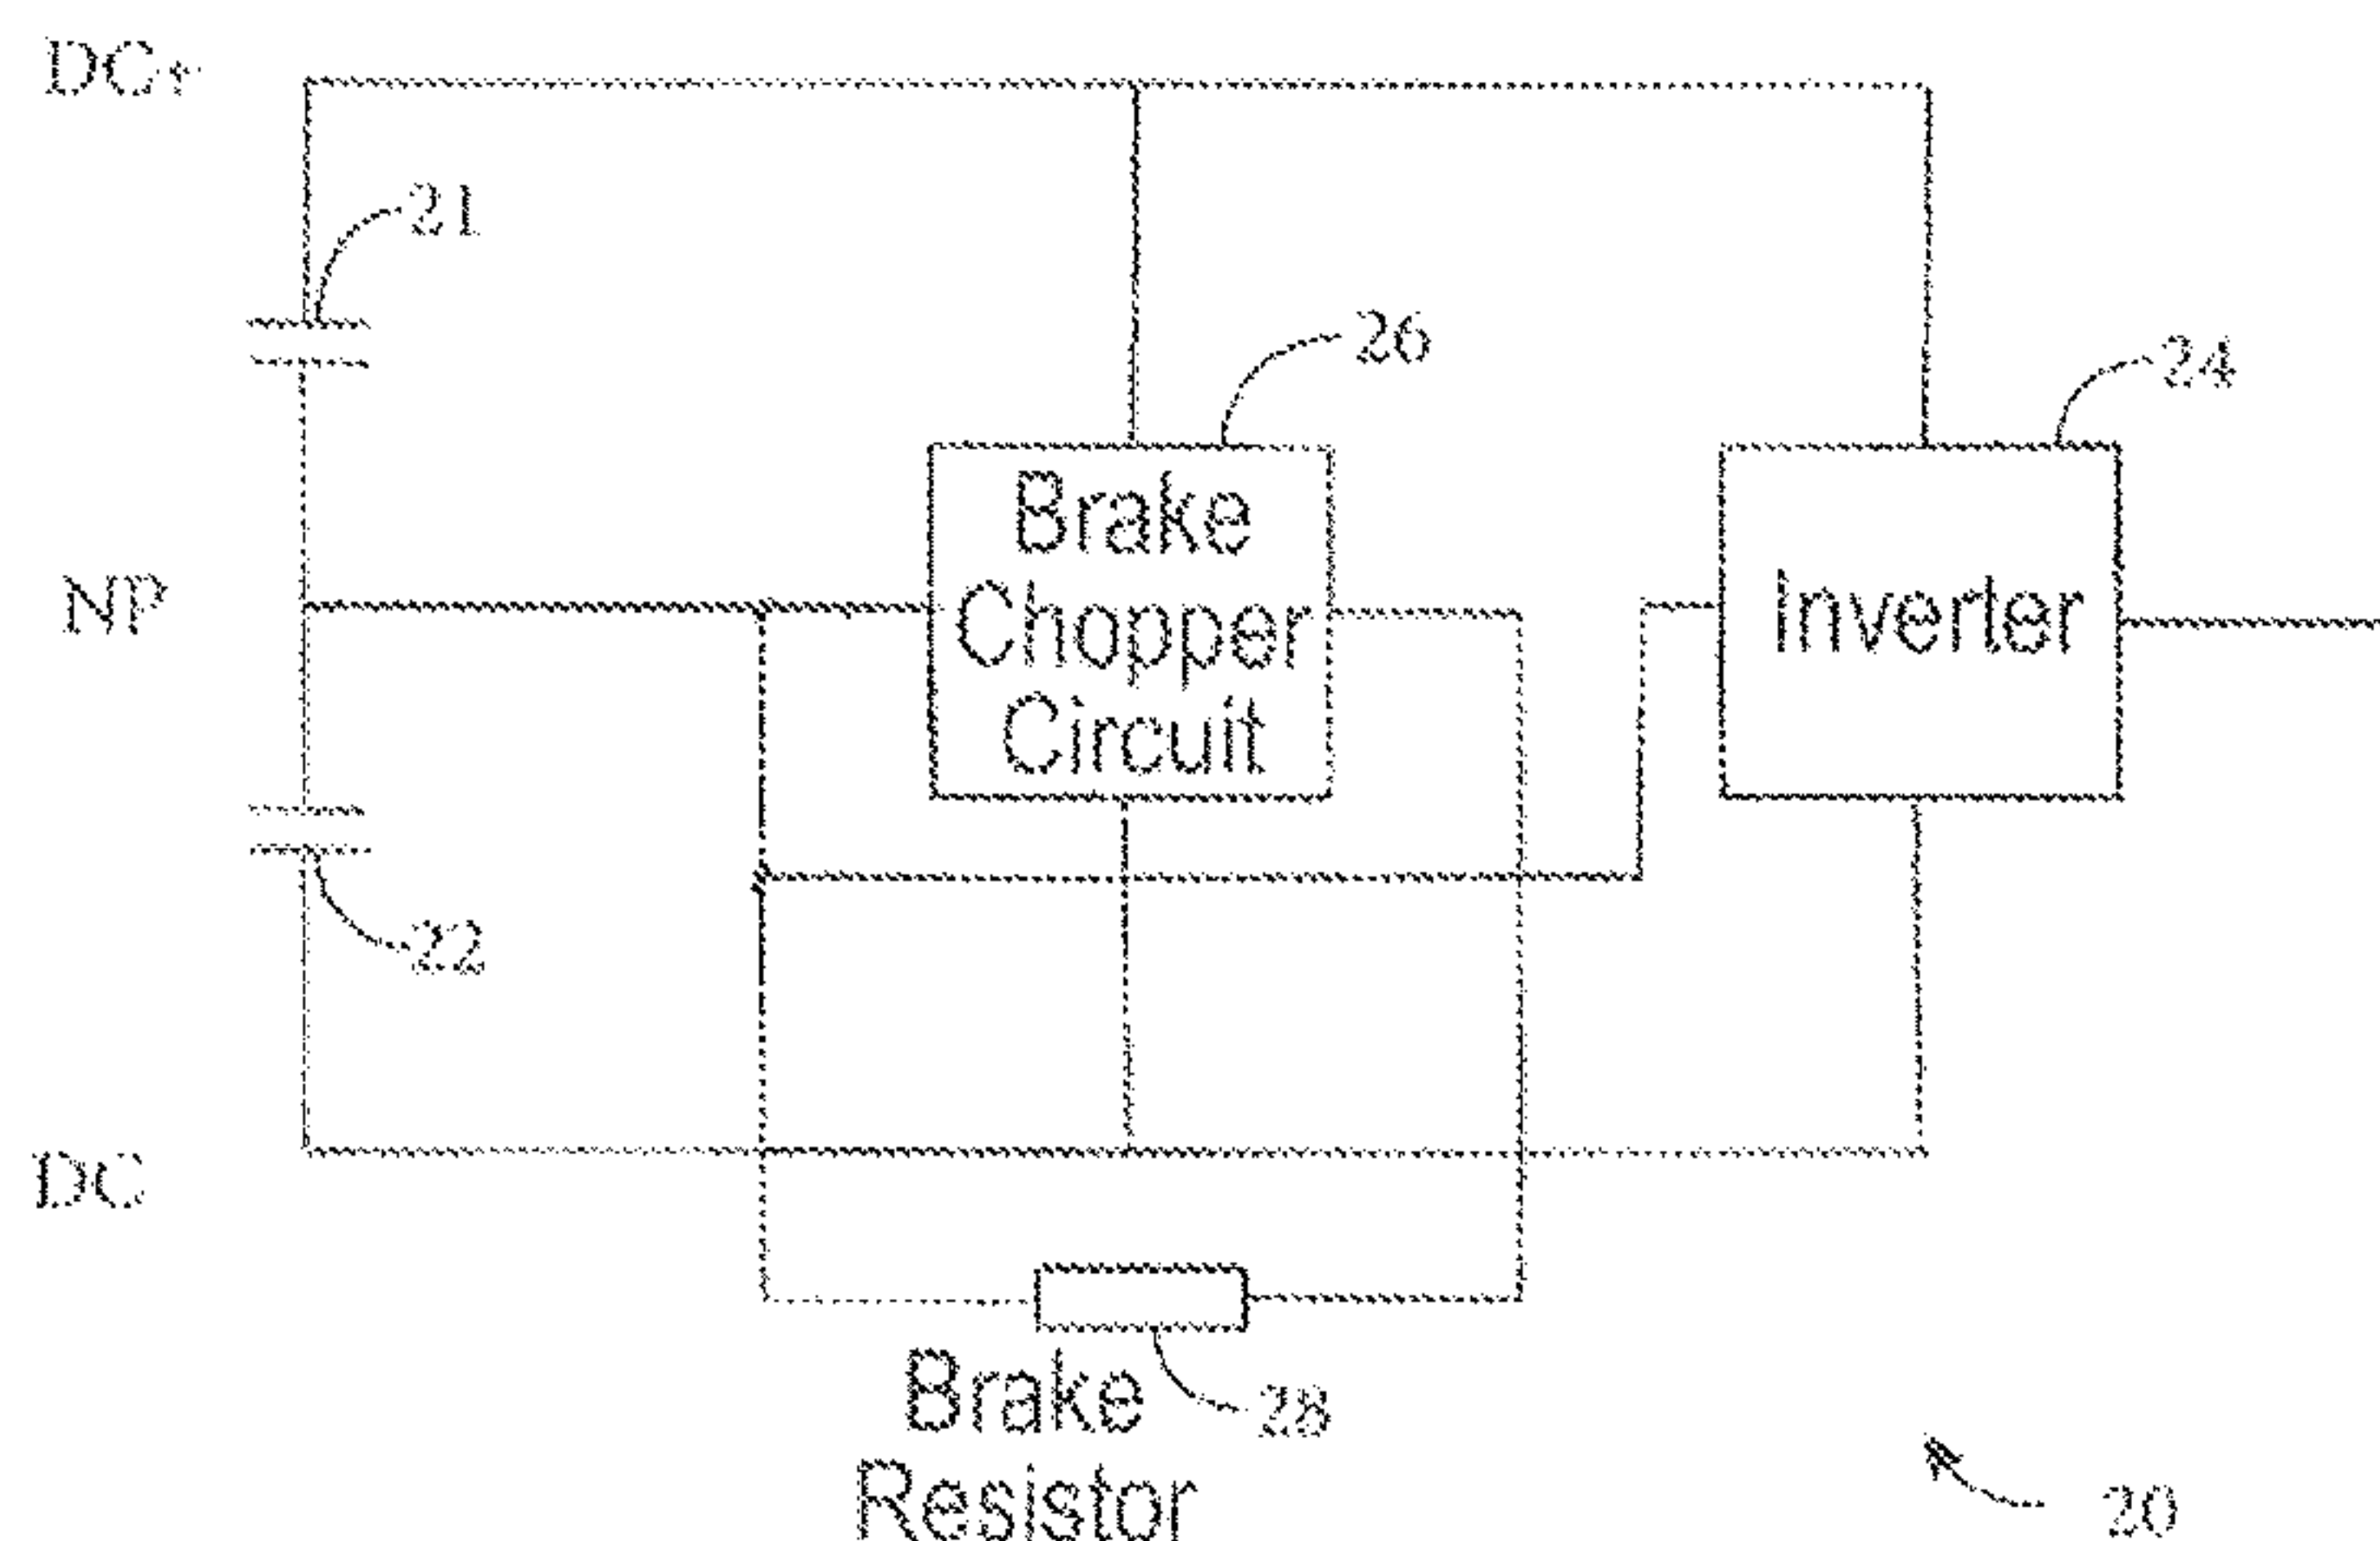 DC+
21
26
24
Brake
Chopper
Circuit
Inverter
NP
22
DC
28
Brake
Resistor
20